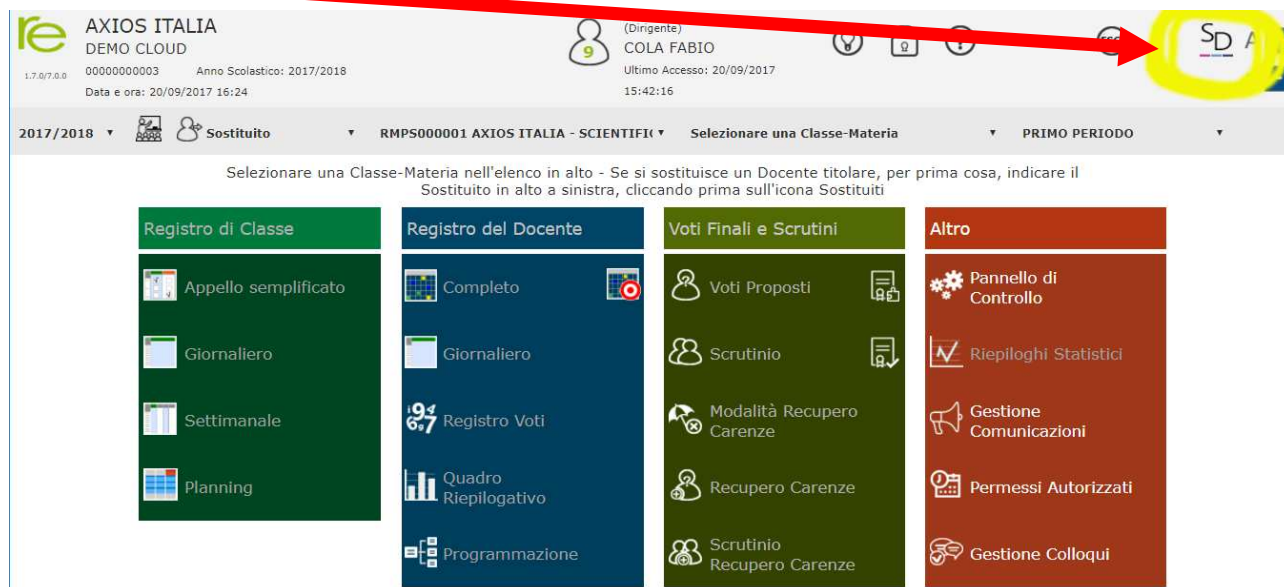 re
1.7.0/7.0.0
AXIOS ITALIA
DEMO CLOUD
00000000003 Anno Scolastico: 2017/2018
Data e ora: 20/09/2017 16:24
9
(Dirigente)
COLA FABIO
Ultimo Accesso: 20/09/2017
15:42:16
SD A
2017/2018 Sostituito RMPS000001 AXIOS ITALIA - SCIENTIFI( Selezionare una Classe-Materia PRIMO PERIODO
Selezionare una Classe-Materia nell'elenco in alto - Se si sostituisce un Docente titolare, per prima cosa, indicare il
Sostituito in alto a sinistra, cliccando prima sull'icona Sostituiti
Registro di Classe
Appello semplificato
Giornaliero
Settimanale
Planning
Registro del Docente
Completo
Giornaliero
Registro Voti
Quadro
Riepilogativo
Programmazione
Voti Finali e Scrutini
Voti Proposti
Scrutinio
Modalità Recupero
Carenze
Recupero Carenze
Scrutinio
Recupero Carenze
Altro
Pannello di
Controllo
Riepiloghi Statistici
Gestione
Comunicazioni
Permessi Autorizzati
Gestione Colloqui